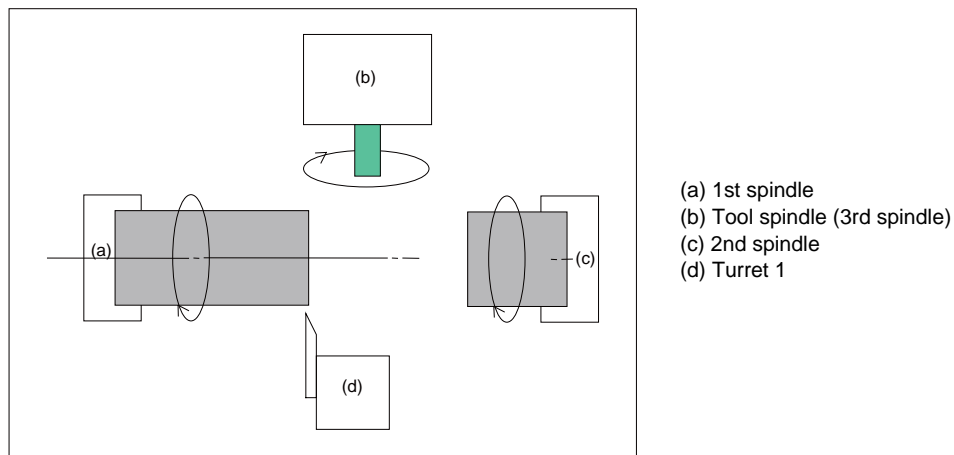 (b)
(a)
(c)
(d)
(a) 1st spindle
(b) Tool spindle (3rd spindle)
(c) 2nd spindle
(d) Turret 1